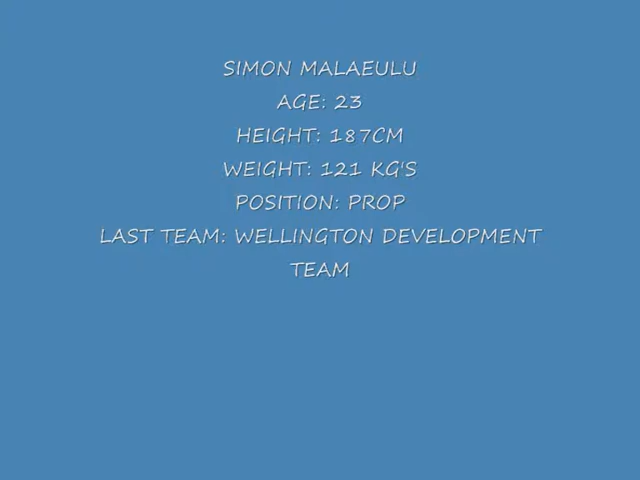 SIMON MALAEULU
AGE: 23
HEIGHT: 187CM
WEIGHT: 121 KG'S
POSITION: PROP
LAST TEAM: WELLINGTON DEVELOPMENT
TEAM